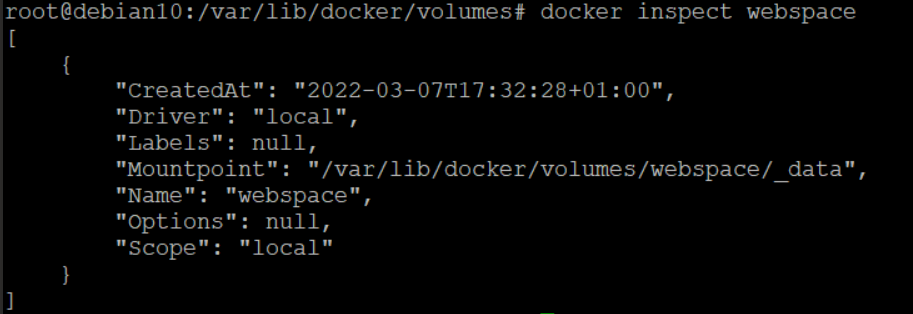 root@debian10:/var/lib/docker/volumes# docker inspect webspace
[
    {
        "CreatedAt": "2022-03-07T17:32:28+01:00",
        "Driver": "local",
        "Labels": null,
        "Mountpoint": "/var/lib/docker/volumes/webspace/_data",
        "Name": "webspace",
        "Options": null,
        "Scope": "local"
    }
]